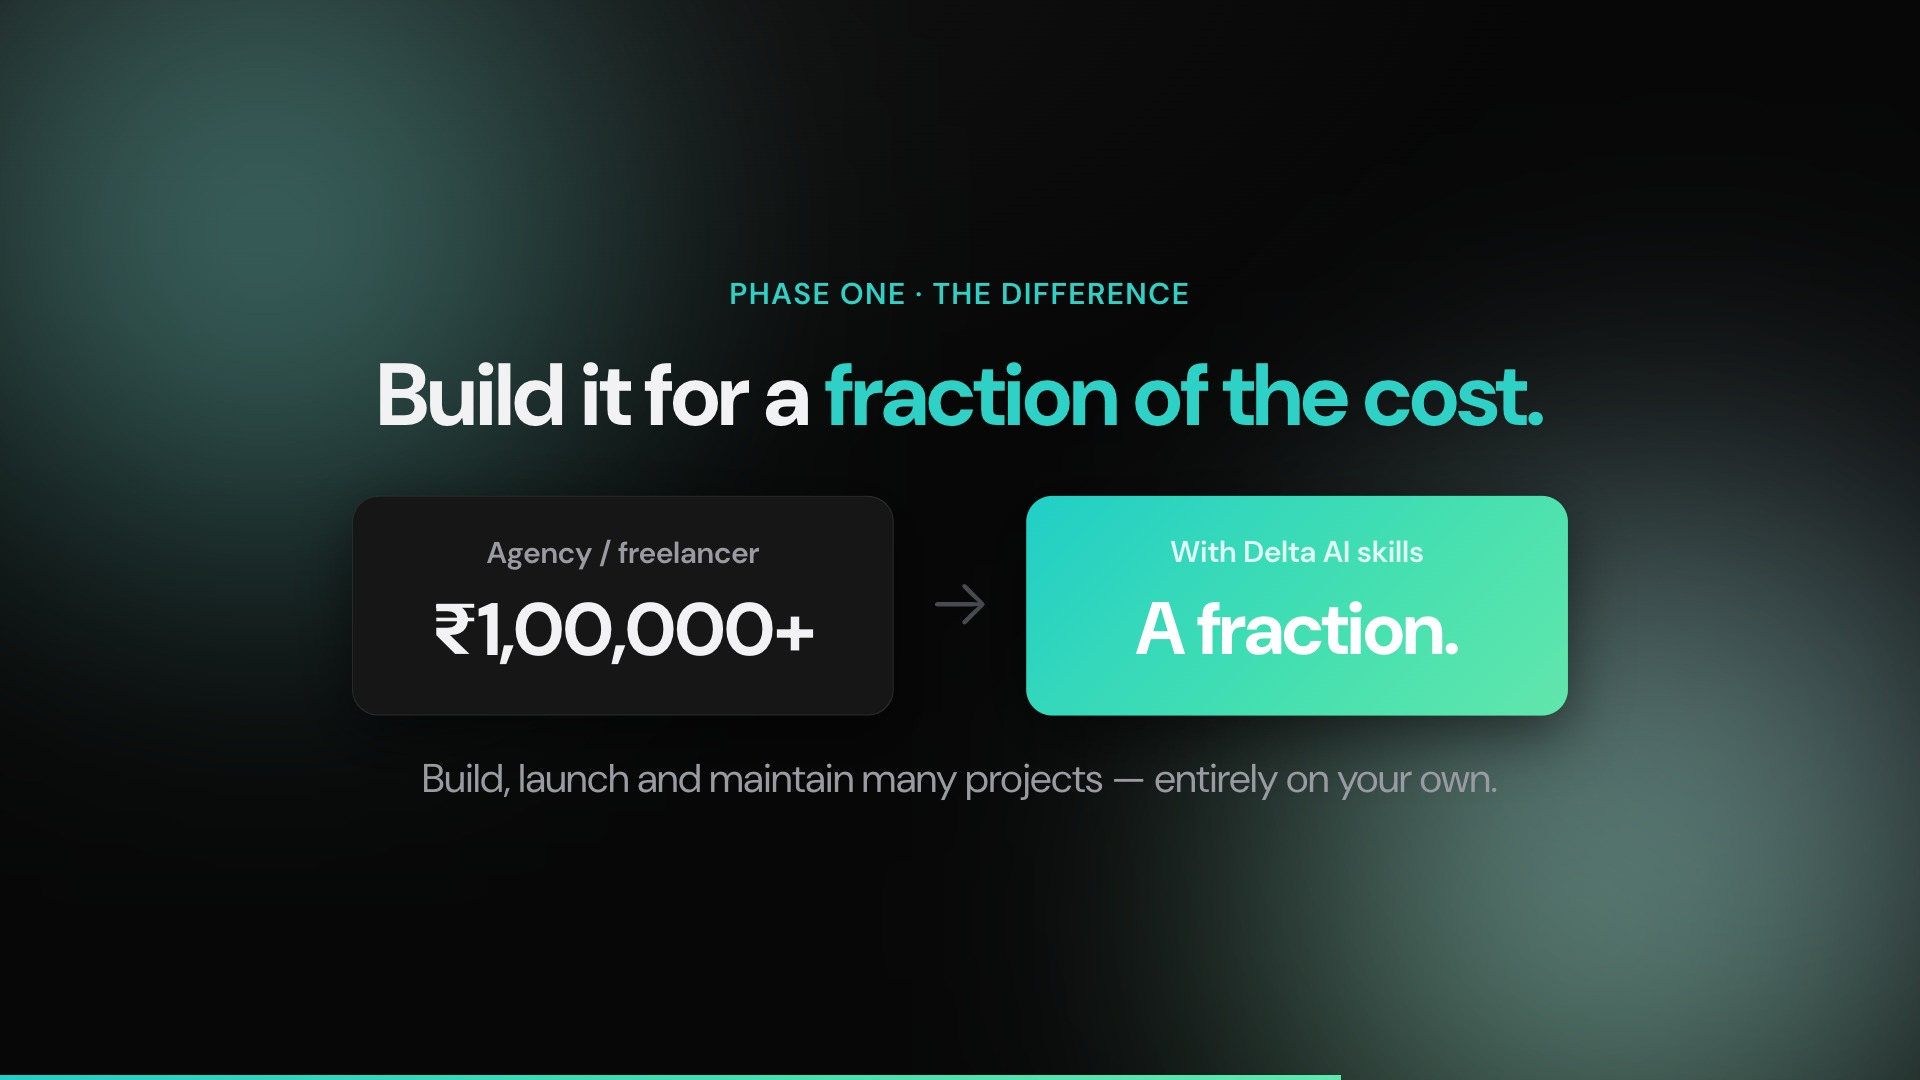 PHASE ONE · THE DIFFERENCE
Build it for a fraction of the cost.
Agency / freelancer
₹1,00,000+
With Delta AI skills
A fraction.
Build, launch and maintain many projects — entirely on your own.